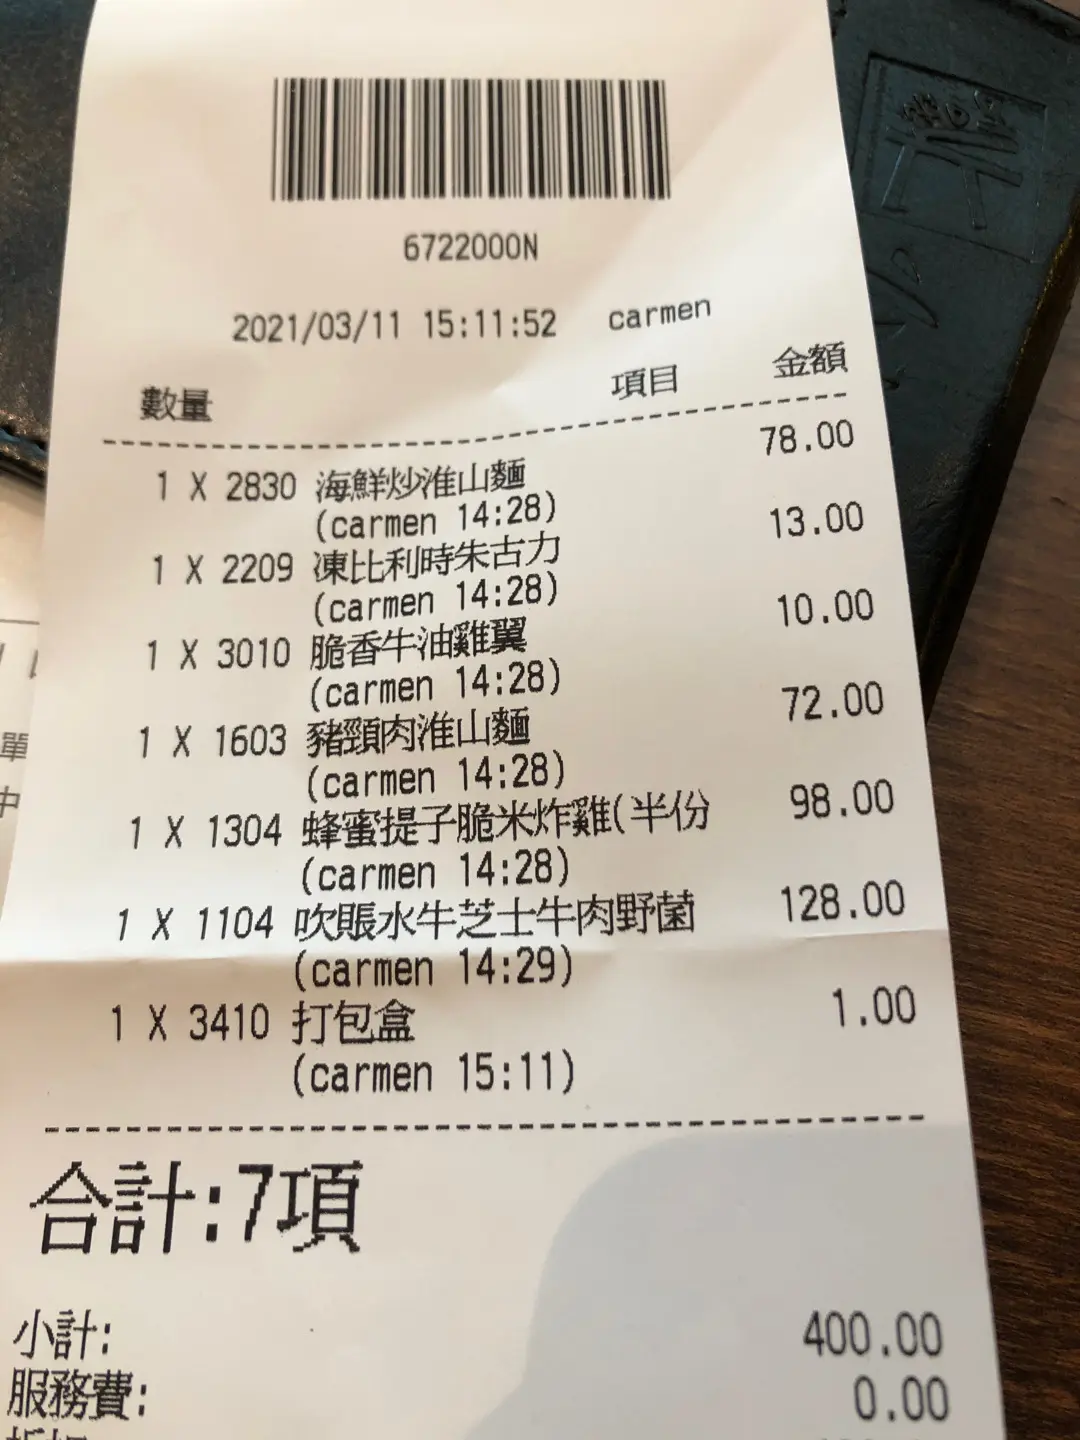 6722000N
2021/03/11 15:11:52 carmen
數量 項目 金額
1 X 2830 海鮮炒淮山麵 78.00
(carmen 14:28)
1 X 2209 凍比利時朱古力 13.00
(carmen 14:28)
1 X 3010 脆香牛油雞翼 10.00
(carmen 14:28)
1 X 1603 豬頸肉淮山麵 72.00
(carmen 14:28)
1 X 1304 蜂蜜提子脆米炸雞(半份 98.00
(carmen 14:28)
1 X 1104 吹賬水牛芝士牛肉野菌 128.00
(carmen 14:29)
1 X 3410 打包盒 1.00
(carmen 15:11)
合計:7項
小計: 400.00
服務費: 0.00
單
中